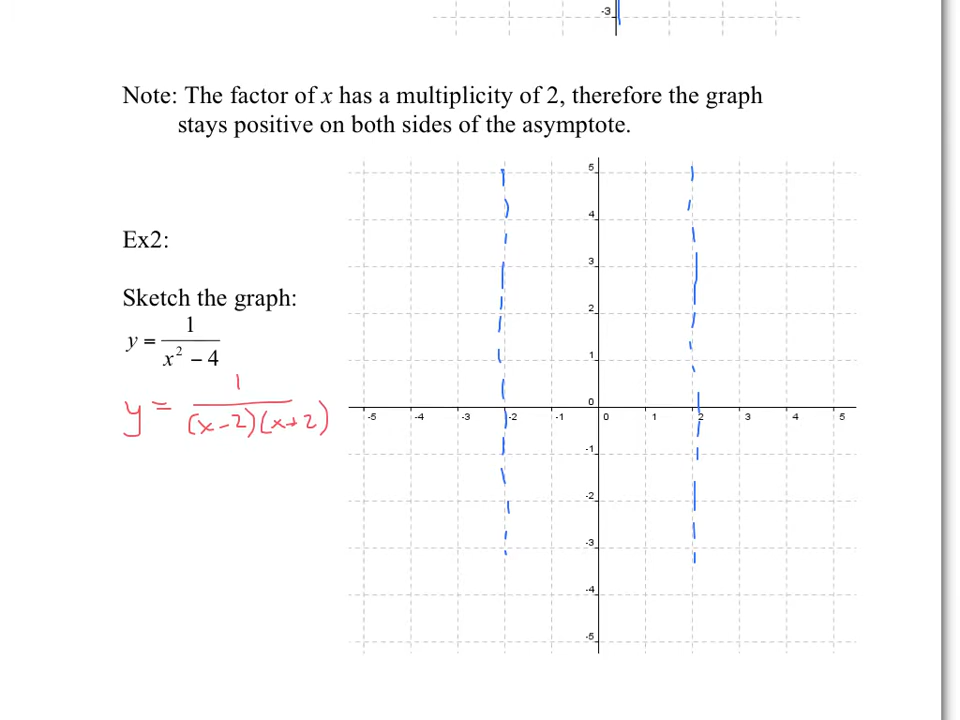 -3
Note: The factor of x has a multiplicity of 2, therefore the graph
stays positive on both sides of the asymptote.
Ex2:
Sketch the graph:
y = 1 / x² − 4
y = 1 / (x-2)(x+2)
5
4
3
2
1
0
-5 -4 -3 -2 -1 0 1 2 3 4 5
-1
-2
-3
-4
-5